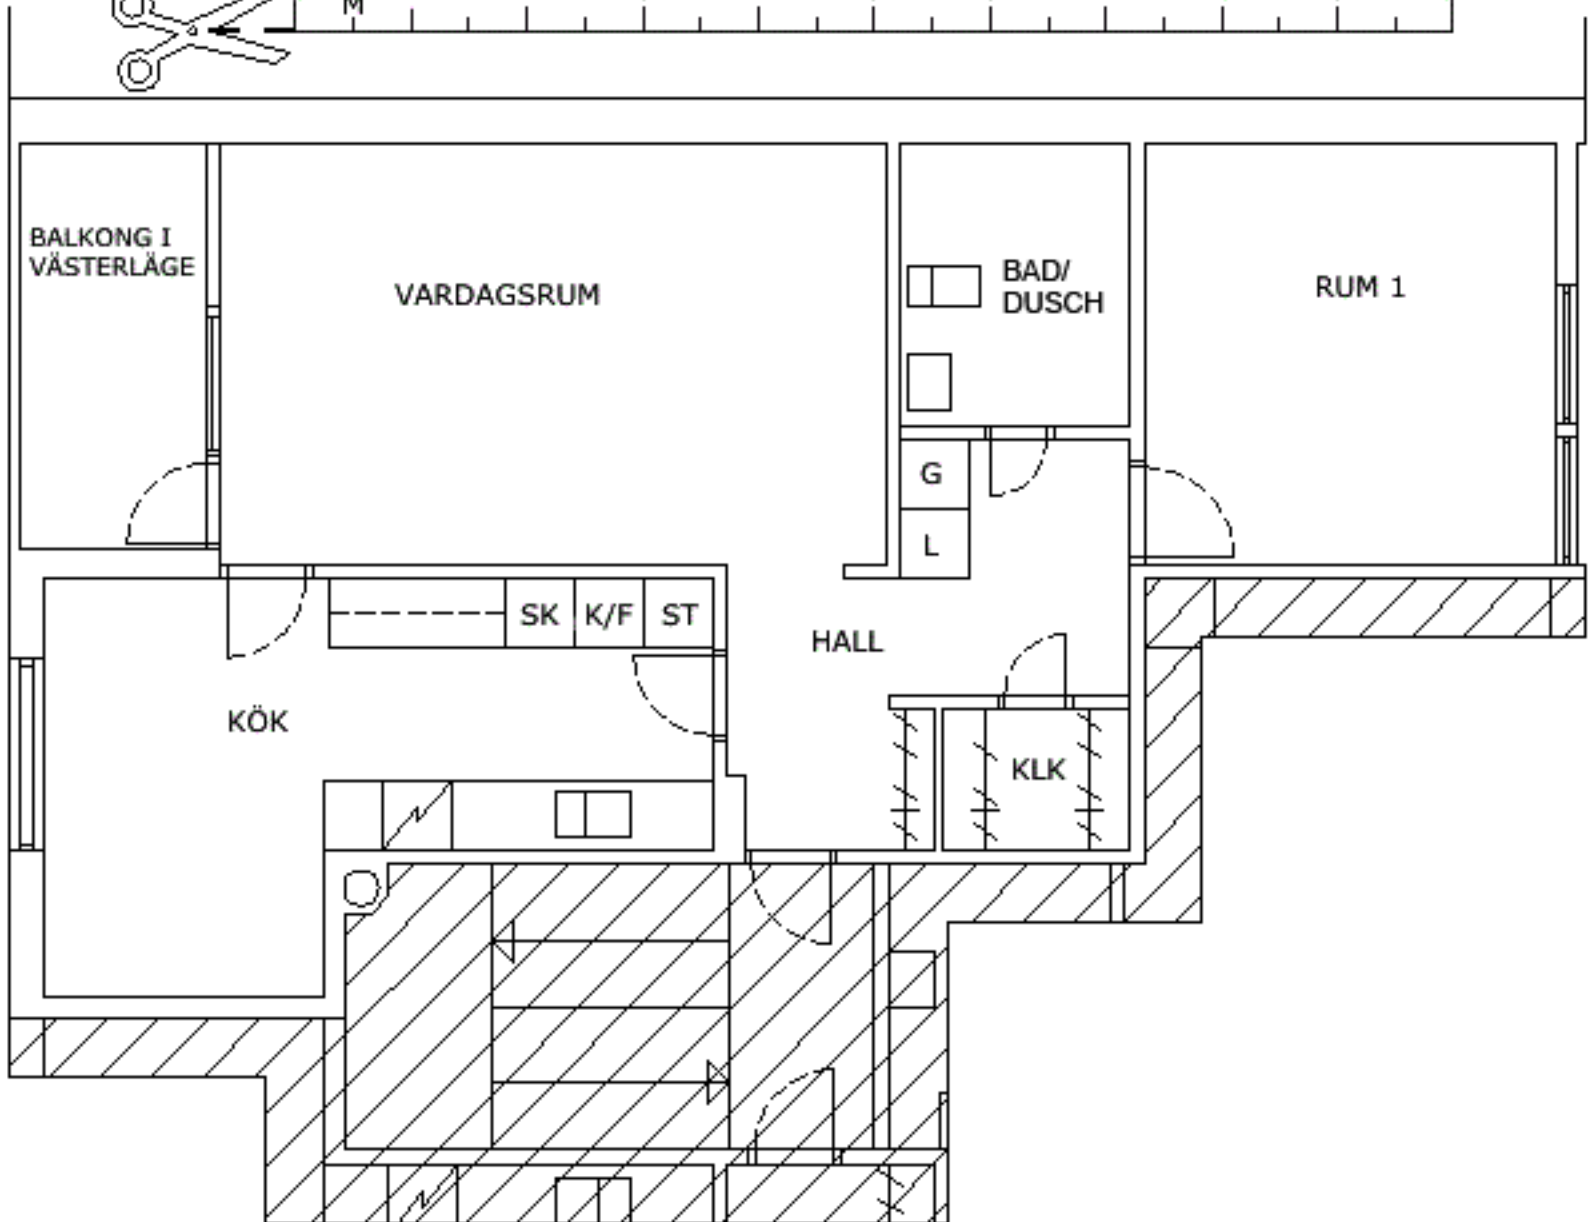 M
BALKONG I
VÄSTERLÄGE
VARDAGSRUM
BAD/
DUSCH
RUM 1
G
L
SK K/F ST
HALL
KÖK
KLK